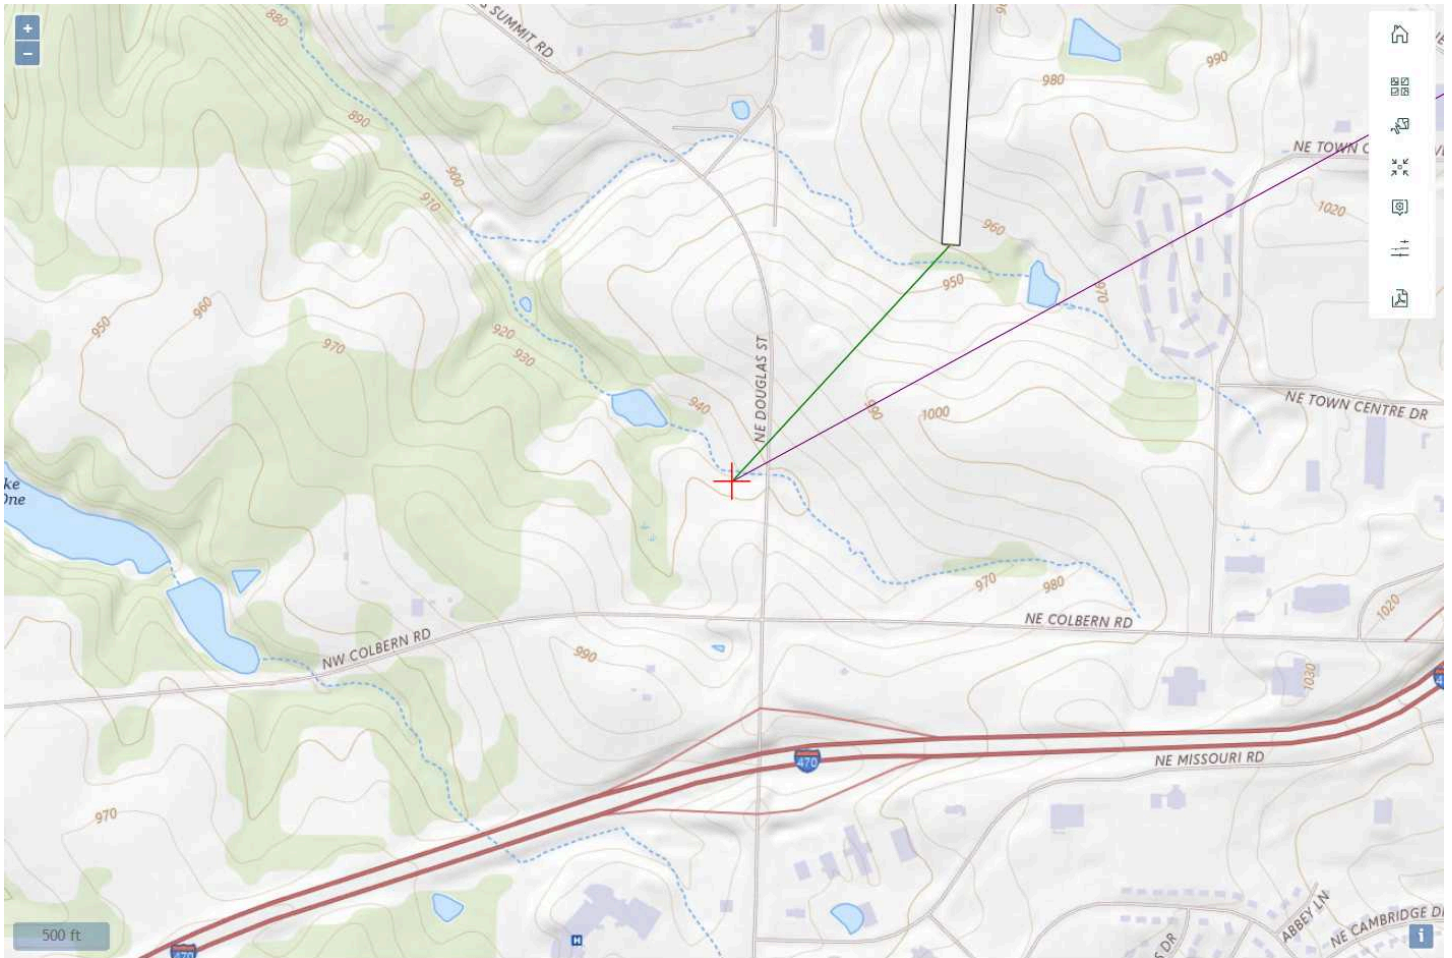 +
−
880
SUMMIT RD
980
990
890
NE TOWN C
900
910
1020
960
950
970
950
960
970
920
930
NE DOUGLAS ST
940
990
1000
NE TOWN CENTRE DR
ke
One
970
980
1020
NE COLBERN RD
NW COLBERN RD
990
1030
470
NE MISSOURI RD
970
500 ft
H
ABBEY LN
NE CAMBRIDGE D
S DR
470
i